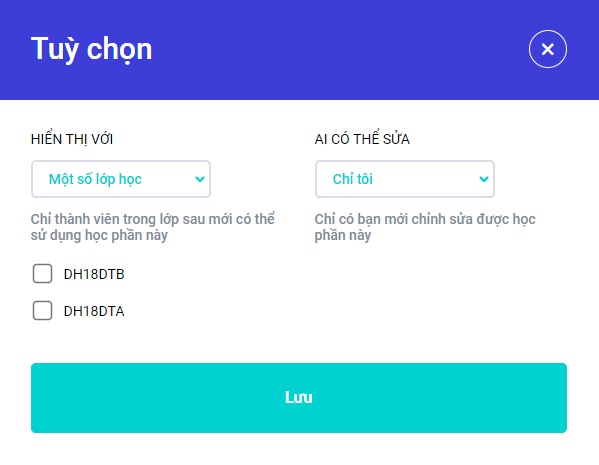 Tuỳ chọn
HIỂN THỊ VỚI
Một số lớp học
Chỉ thành viên trong lớp sau mới có thể
sử dụng học phần này
DH18DTB
DH18DTA
AI CÓ THỂ SỬA
Chỉ tôi
Chỉ có bạn mới chỉnh sửa được học
phần này
Lưu